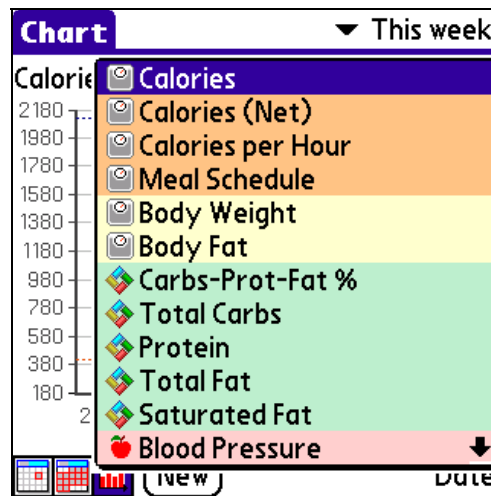 Chart
This week
Calorie
Calories
Calories (Net)
Calories per Hour
Meal Schedule
Body Weight
Body Fat
Carbs-Prot-Fat %
Total Carbs
Protein
Total Fat
Saturated Fat
Blood Pressure
2180
1980
1780
1580
1380
1180
980
780
580
380
180
2
New
Date